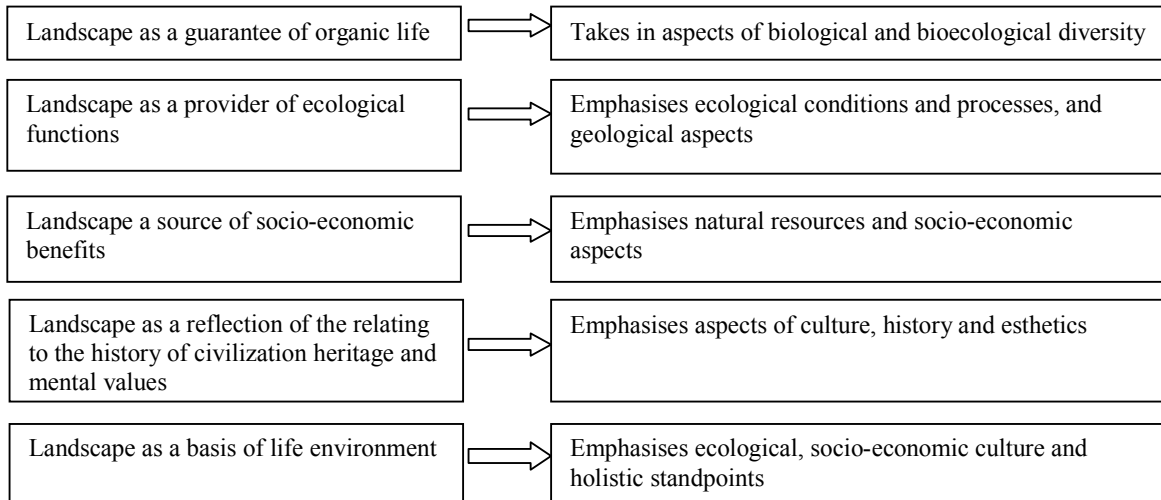 Landscape as a guarantee of organic life
Takes in aspects of biological and bioecological diversity
Landscape as a provider of ecological
functions
Emphasises ecological conditions and processes, and
geological aspects
Landscape a source of socio-economic
benefits
Emphasises natural resources and socio-economic
aspects
Landscape as a reflection of the relating
to the history of civilization heritage and
mental values
Emphasises aspects of culture, history and esthetics
Landscape as a basis of life environment
Emphasises ecological, socio-economic culture and
holistic standpoints